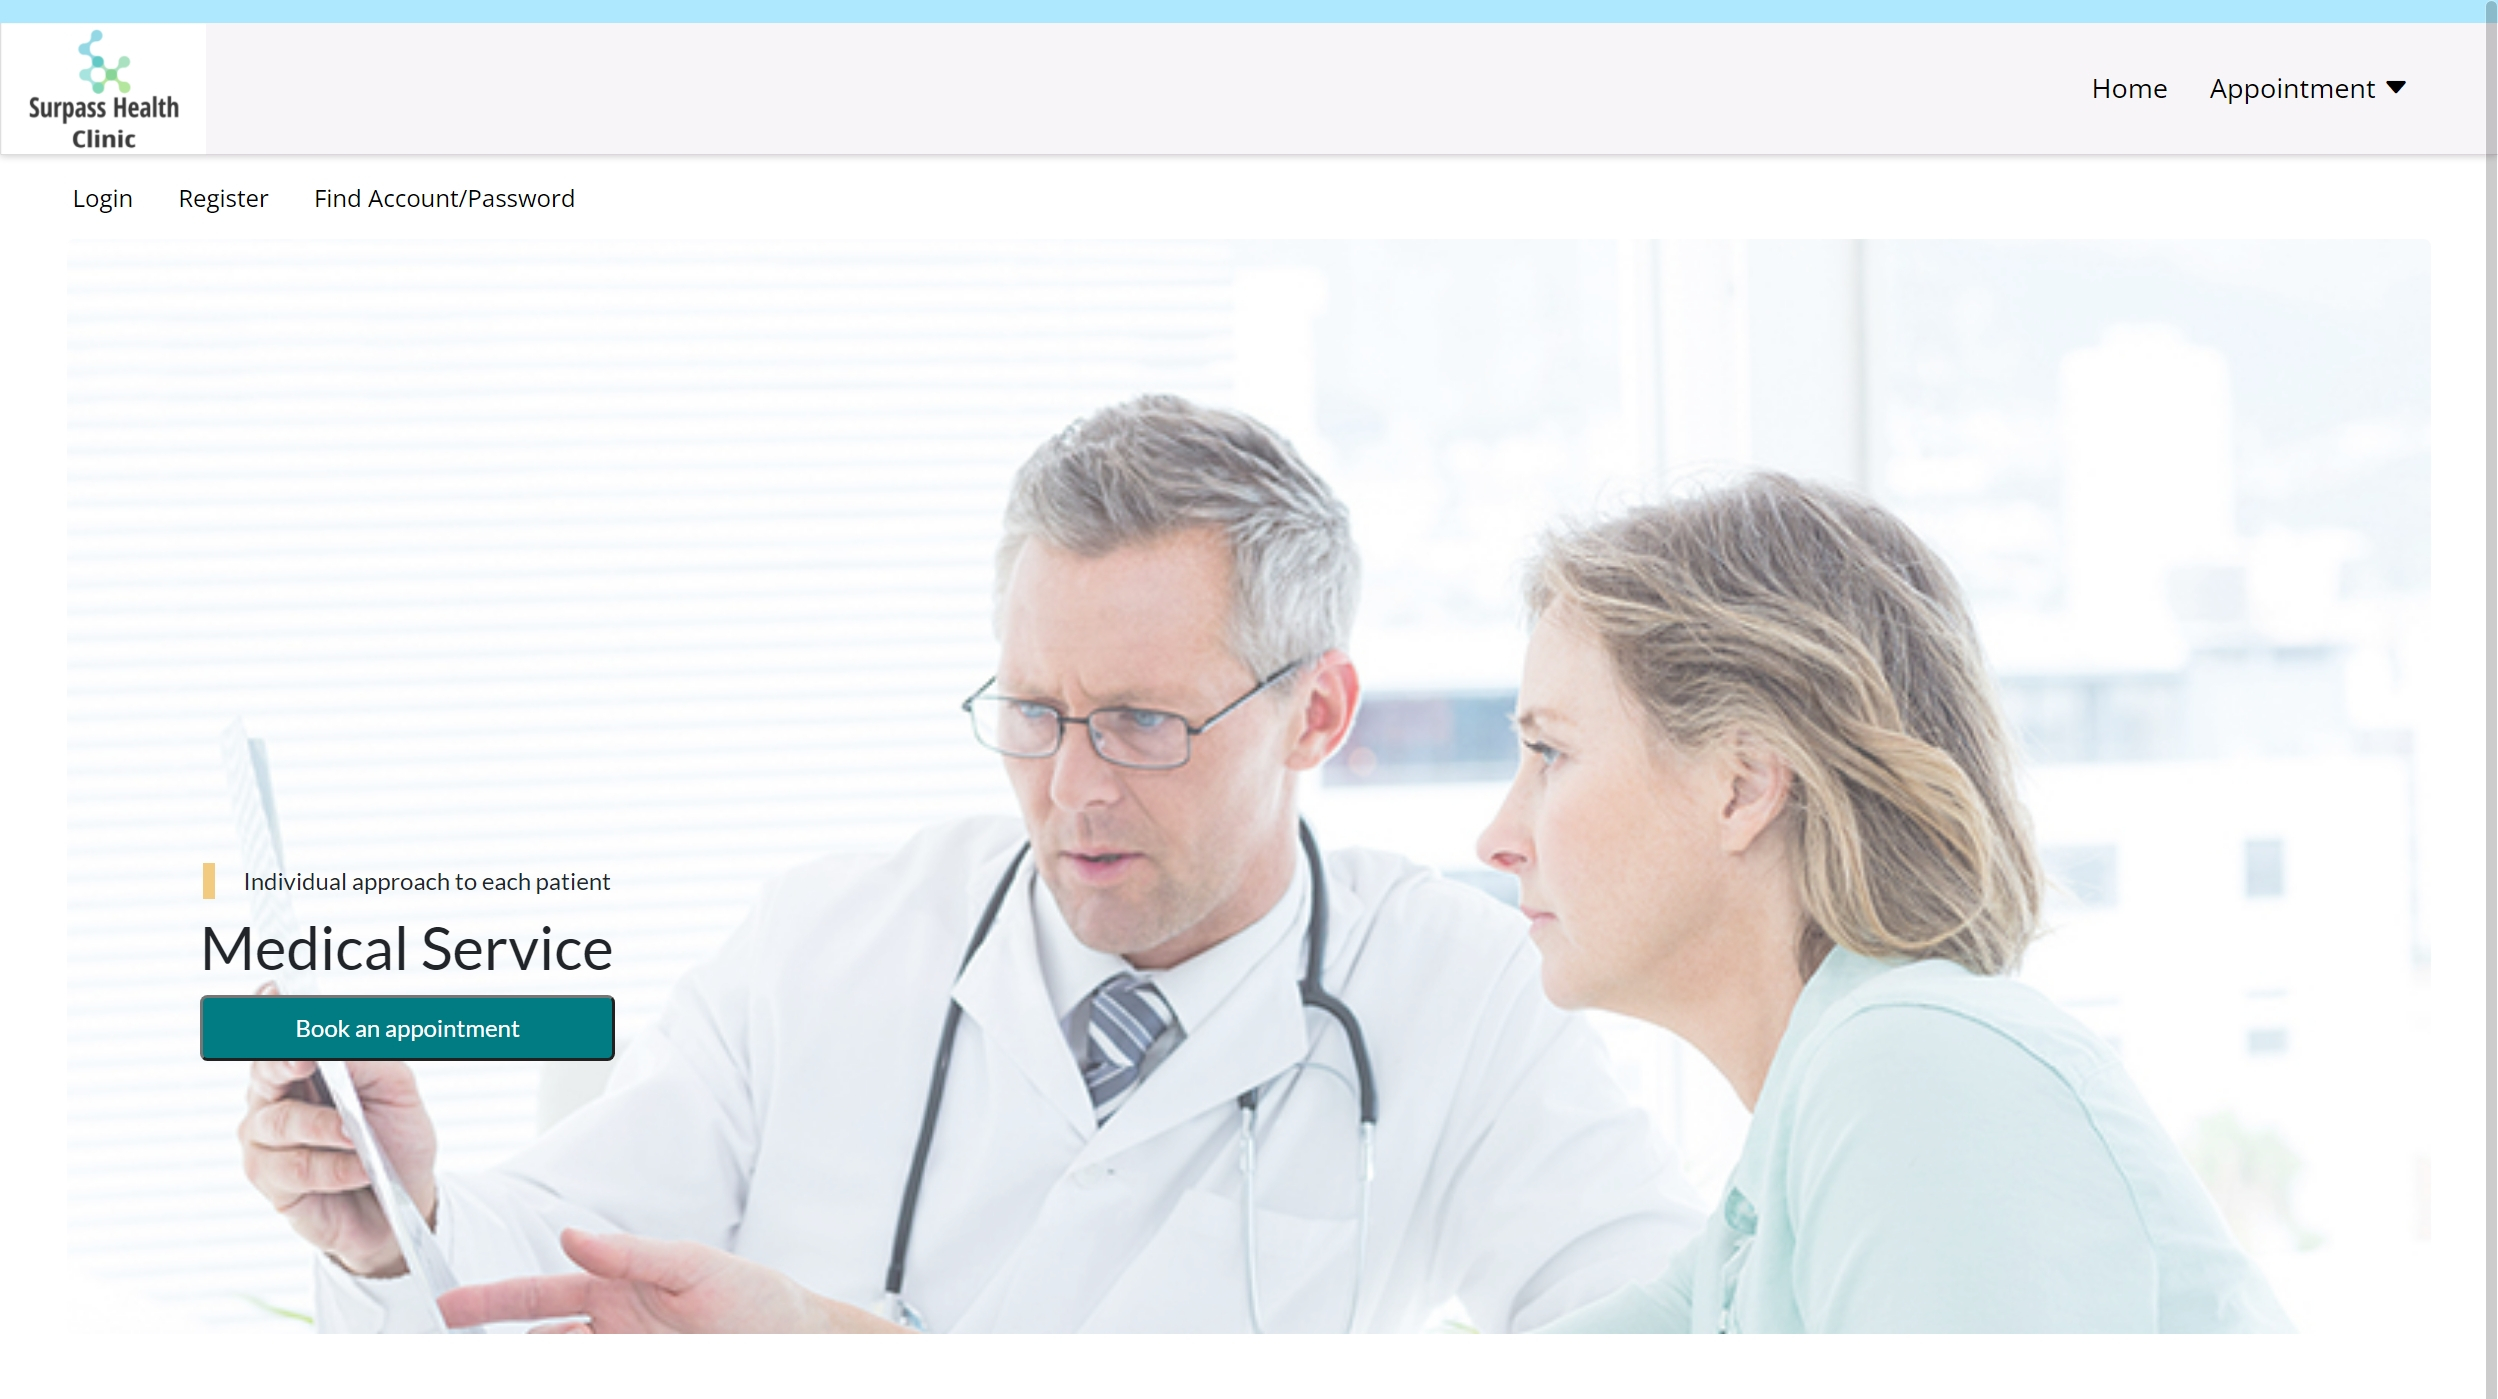 Surpass Health
Clinic
Home Appointment
Login Register Find Account/Password
Individual approach to each patient
Medical Service
Book an appointment